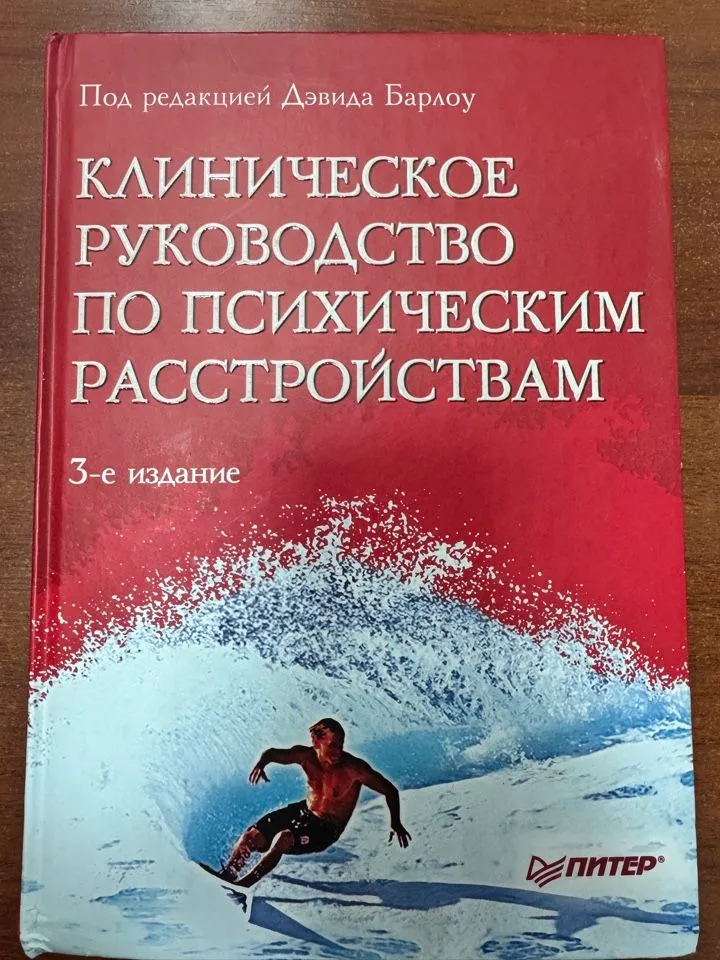 Под редакцией Дэвида Барлоу
КЛИНИЧЕСКОЕ
РУКОВОДСТВО
ПО ПСИХИЧЕСКИМ
РАССТРОЙСТВАМ
3-е издание
ПИТЕР®